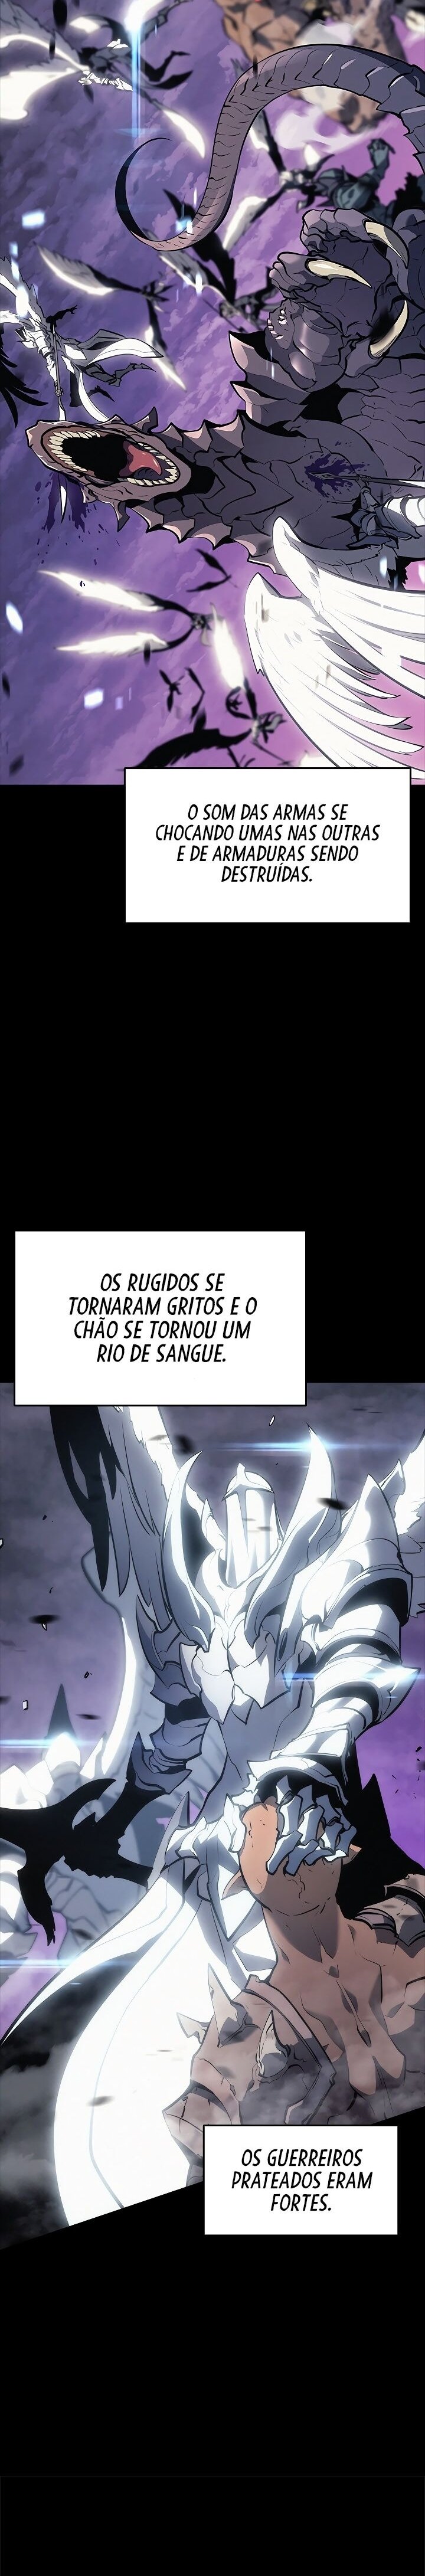 O SOM DAS ARMAS SE
CHOCANDO UMAS NAS OUTRAS
E DE ARMADURAS SENDO
DESTRUÍDAS.
OS RUGIDOS SE
TORNARAM GRITOS E O
CHÃO SE TORNOU UM
RIO DE SANGUE.
OS GUERREIROS
PRATEADOS ERAM
FORTES.